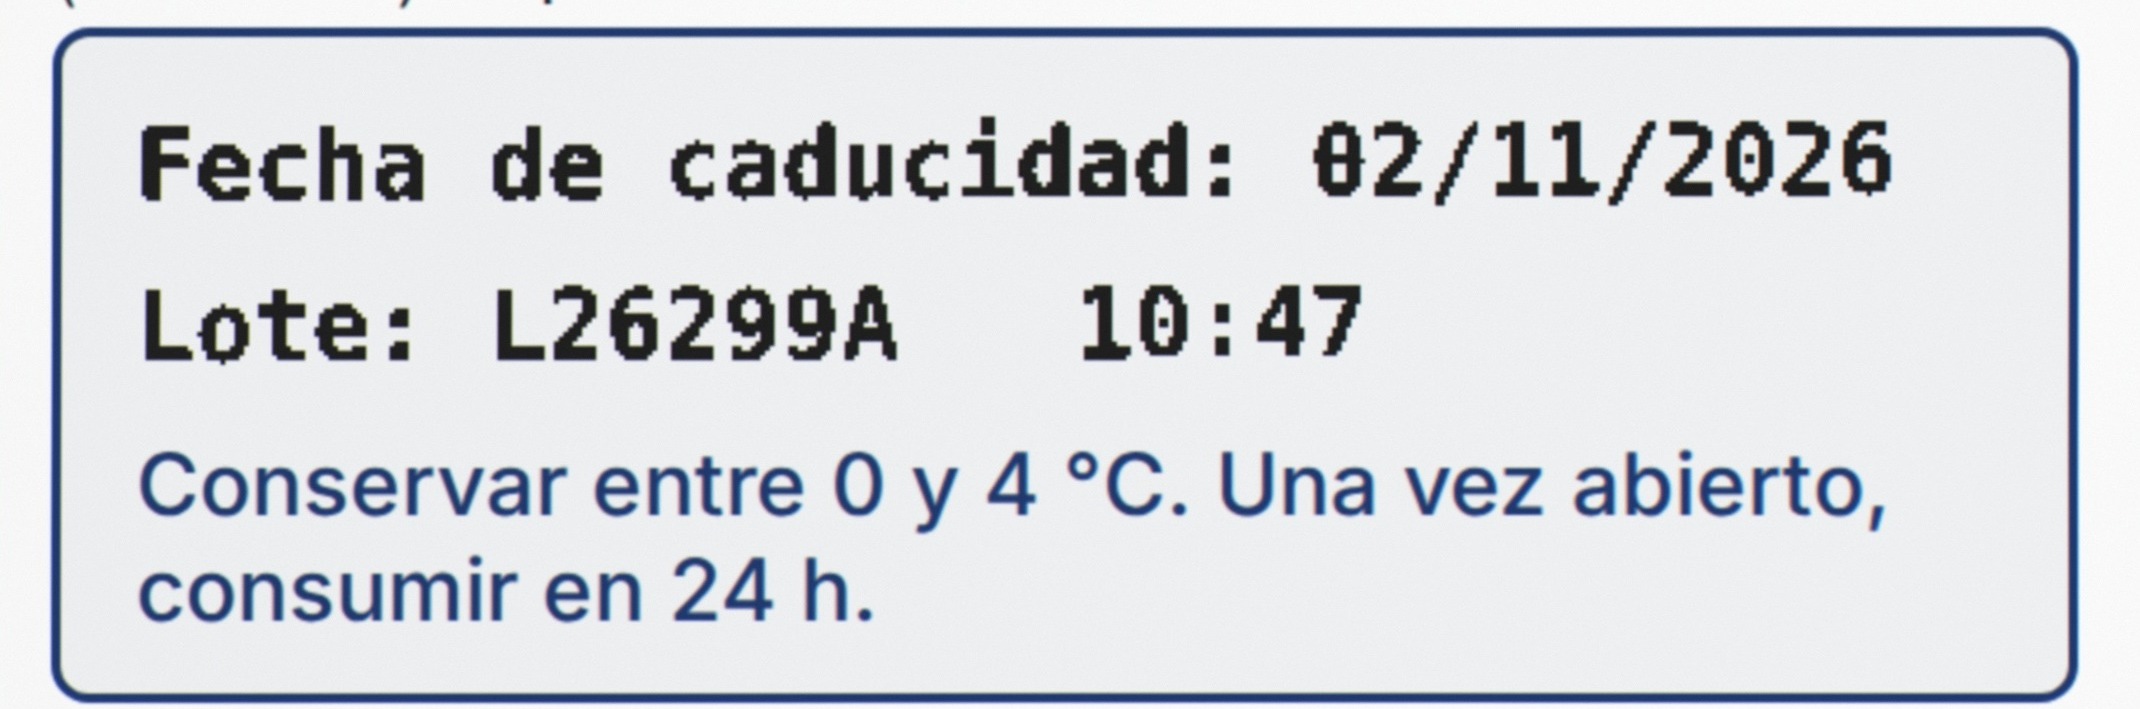 Fecha de caducidad: 02/11/2026
Lote: L26299A 10:47
Conservar entre 0 y 4 °C. Una vez abierto,
consumir en 24 h.